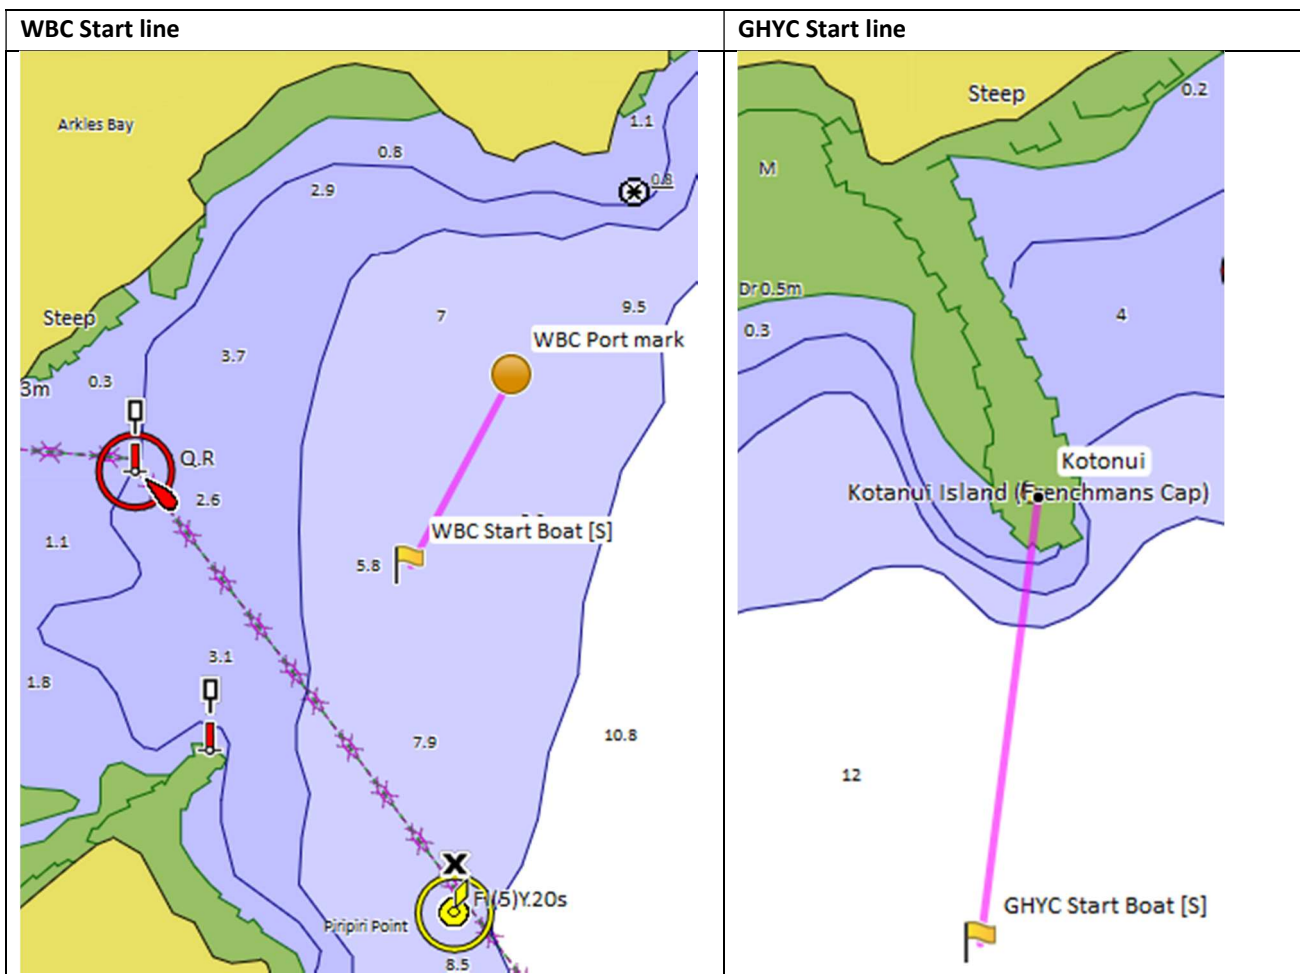 WBC Start line
GHYC Start line
Arkles Bay
1.1
0.8
0.8
2.9
Steep
7
9.5
WBC Port mark
3.7
0.3
3m
Q.R
2.6
1.1
WBC Start Boat [S]
5.8
3.1
1.8
7.9
10.8
Fl(5)Y.20s
Piripiri Point
8.5
Steep
0.2
M
Dr0.5m
0.3
4
Kotonui
Kotanui Island (Frenchmans Cap)
12
GHYC Start Boat [S]